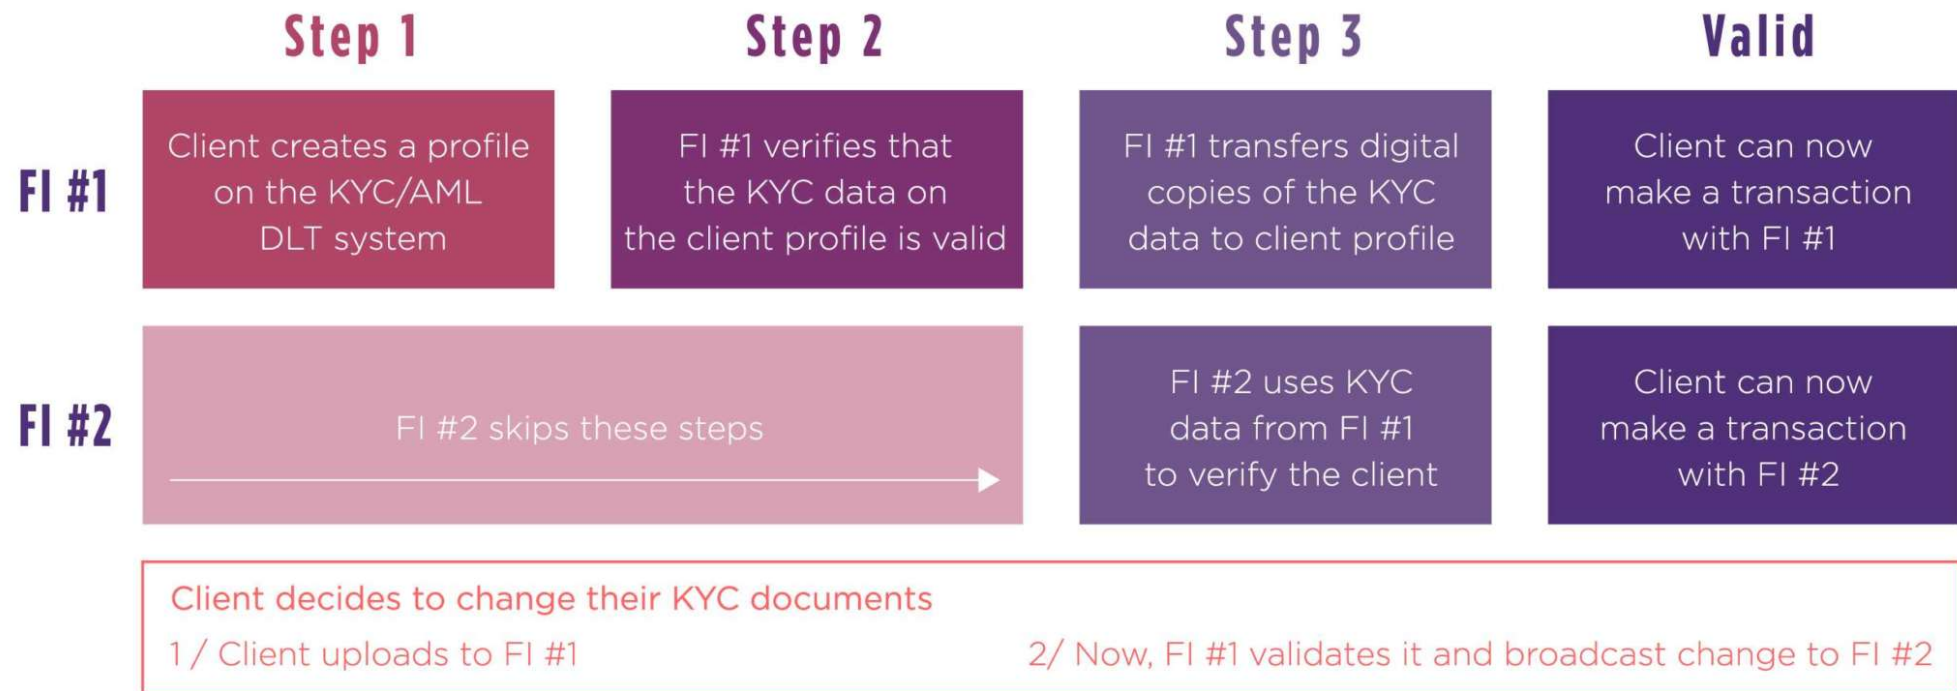 Step 1
Step 2
Step 3
Valid
FI #1
Client creates a profile
on the KYC/AML
DLT system
FI #1 verifies that
the KYC data on
the client profile is valid
FI #1 transfers digital
copies of the KYC
data to client profile
Client can now
make a transaction
with FI #1
FI #2
FI #2 skips these steps
FI #2 uses KYC
data from FI #1
to verify the client
Client can now
make a transaction
with FI #2
Client decides to change their KYC documents
1 / Client uploads to FI #1
2/ Now, FI #1 validates it and broadcast change to FI #2